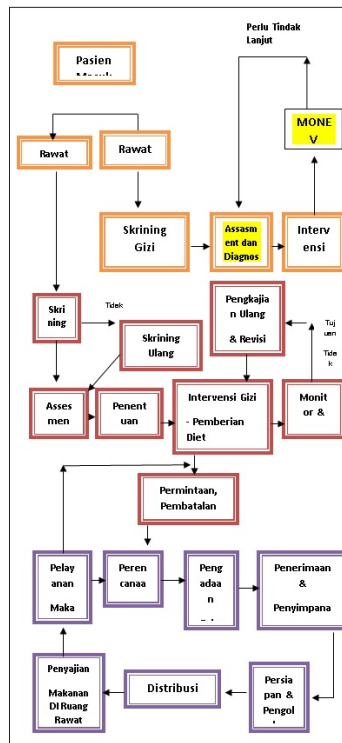 Perlu Tindak
Lanjut
Pasien
MONE
V
Rawat
Rawat
Skrining
Gizi
Assasm
ent dan
Diagnos
Interv
ensi
Skri
ning
Tidak
Skrining
Ulang
Pengkajia
n Ulang
& Revisi
Tuj
uan
Tida
k
Asses
men
Penent
uan
Intervensi Gizi
- Pemberian
Diet
Monit
or &
Permintaan,
Pembatalan
Pelay
anan
Maka
Peren
canaa
Peng
adaa
n
Penerimaan
&
Penyimpana
Penyajian
Makanan
DI Ruang
Rawat
Distribusi
Persia
pan &
Pengol